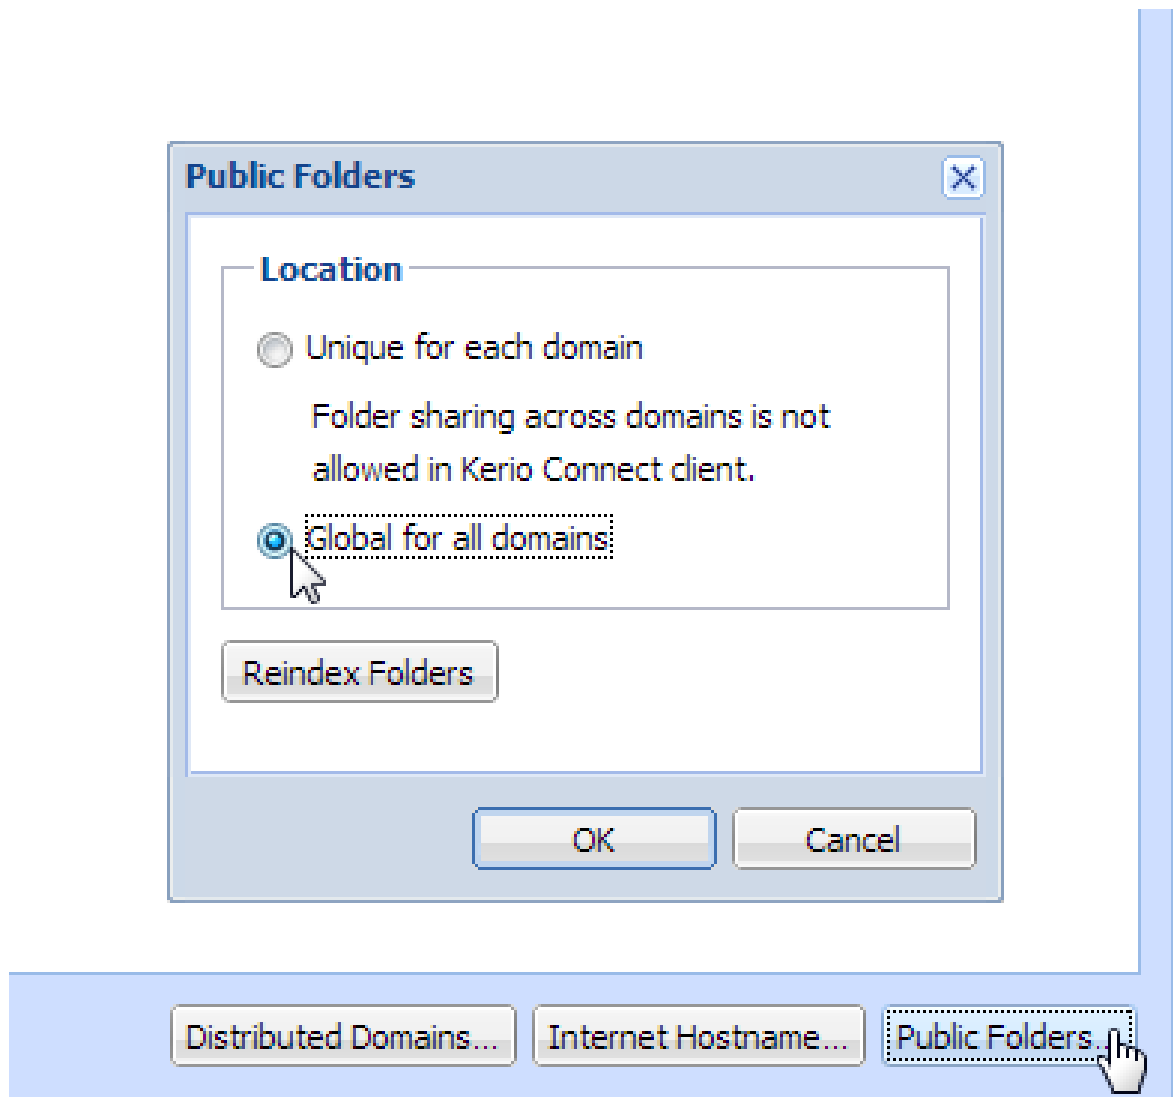 Public Folders
Location
Unique for each domain
Folder sharing across domains is not
allowed in Kerio Connect client.
Global for all domains
Reindex Folders
OK
Cancel
Distributed Domains...
Internet Hostname...
Public Folders...